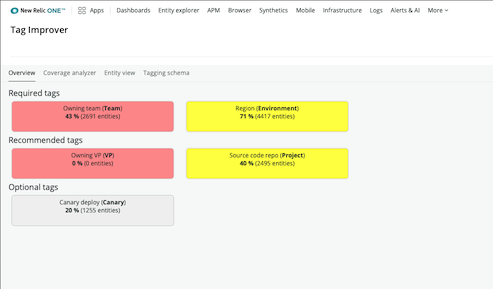 New Relic ONE™ Apps Dashboards Entity explorer APM Browser Synthetics Mobile Infrastructure Logs Alerts & AI More
Tag Improver
Overview Coverage analyzer Entity view Tagging schema
Required tags
Owning team (Team) Region (Environment)
43 % (2691 entities) 71 % (4417 entities)
Recommended tags
Owning VP (VP) Source code repo (Project)
0 % (0 entities) 40 % (2495 entities)
Optional tags
Canary deploy (Canary)
20 % (1255 entities)